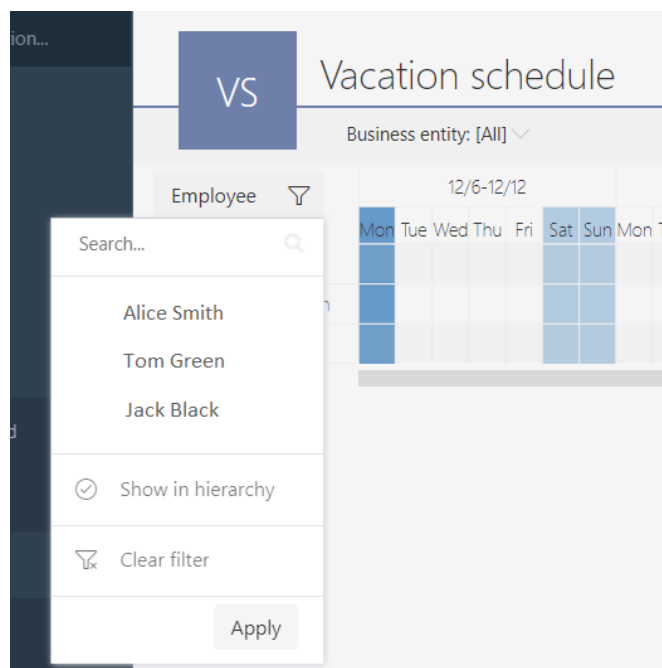 ion...
VS
Vacation schedule
Business entity: [All]
Employee
12/6-12/12
Mon Tue Wed Thu Fri Sat Sun Mon T
Search...
n
Alice Smith
Tom Green
Jack Black
d
Show in hierarchy
Clear filter
Apply